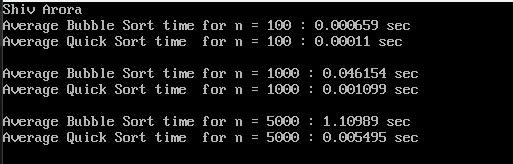 Shiv Arora
Average Bubble Sort time for n = 100 : 0.000659 sec
Average Quick Sort time  for n = 100 : 0.00011 sec
Average Bubble Sort time for n = 1000 : 0.046154 sec
Average Quick Sort time  for n = 1000 : 0.001099 sec
Average Bubble Sort time for n = 5000 : 1.10989 sec
Average Quick Sort time  for n = 5000 : 0.005495 sec